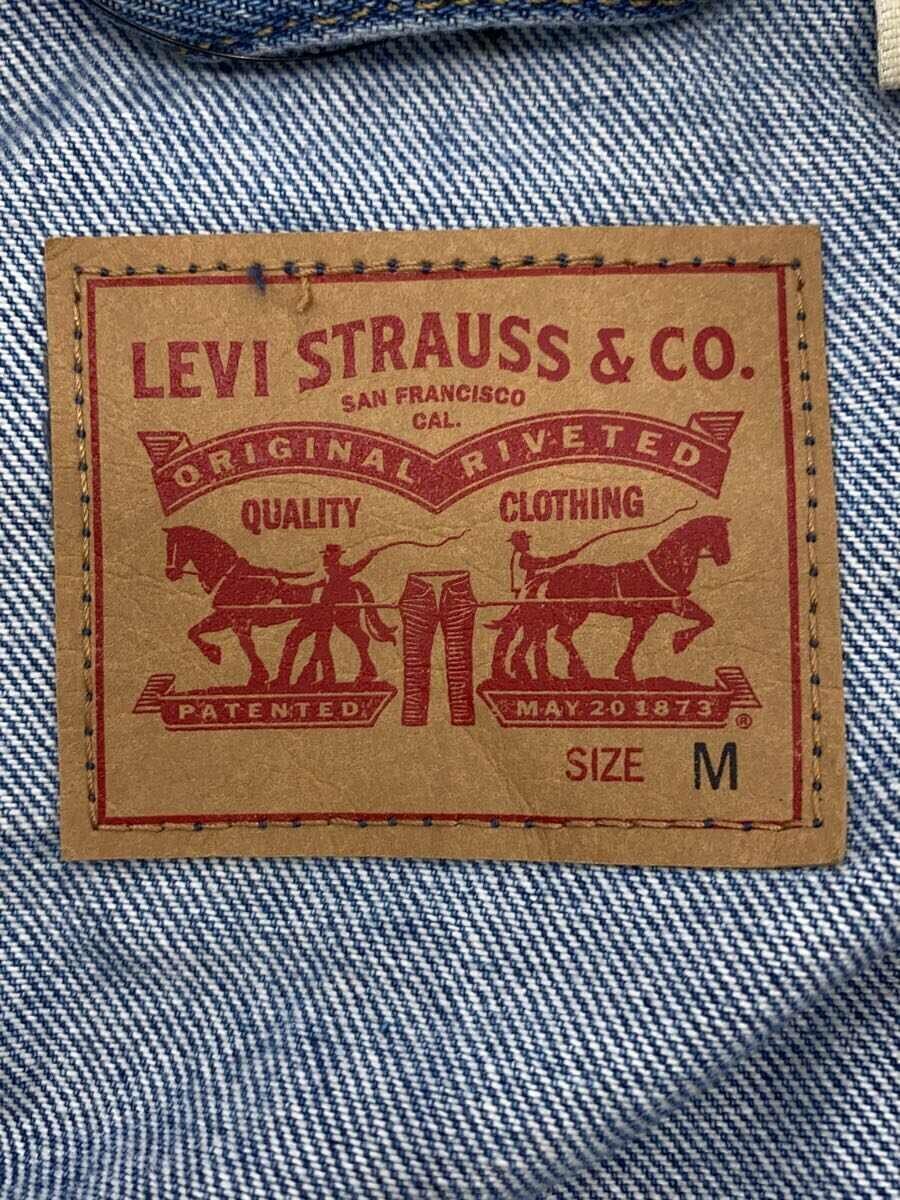 LEVI STRAUSS & CO.
SAN FRANCISCO
CAL.
ORIGINAL RIVETED
QUALITY CLOTHING
PATENTED MAY 20 1873 ®
SIZE M